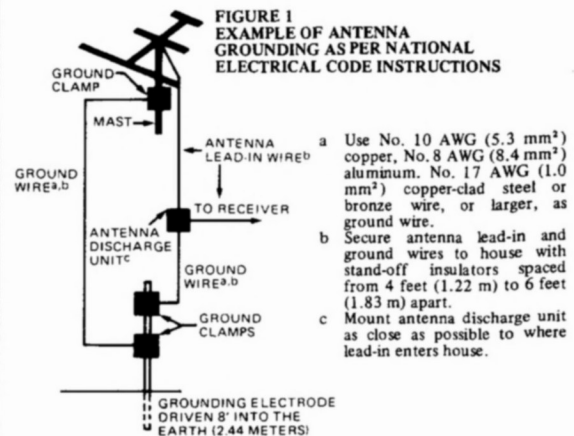 FIGURE 1
EXAMPLE OF ANTENNA
GROUNDING AS PER NATIONAL
ELECTRICAL CODE INSTRUCTIONS
GROUND
CLAMP
MAST
ANTENNA
LEAD-IN WIREᵇ
GROUND
WIREᵃ,ᵇ
TO RECEIVER
ANTENNA
DISCHARGE
UNITᶜ
GROUND
WIREᵃ,ᵇ
GROUND
CLAMPS
GROUNDING ELECTRODE
DRIVEN 8' INTO THE
EARTH (2.44 METERS)
a Use No. 10 AWG (5.3 mm²)
copper, No. 8 AWG (8.4 mm²)
aluminum. No. 17 AWG (1.0
mm²) copper-clad steel or
bronze wire, or larger, as
ground wire.
b Secure antenna lead-in and
ground wires to house with
stand-off insulators spaced
from 4 feet (1.22 m) to 6 feet
(1.83 m) apart.
c Mount antenna discharge unit
as close as possible to where
lead-in enters house.